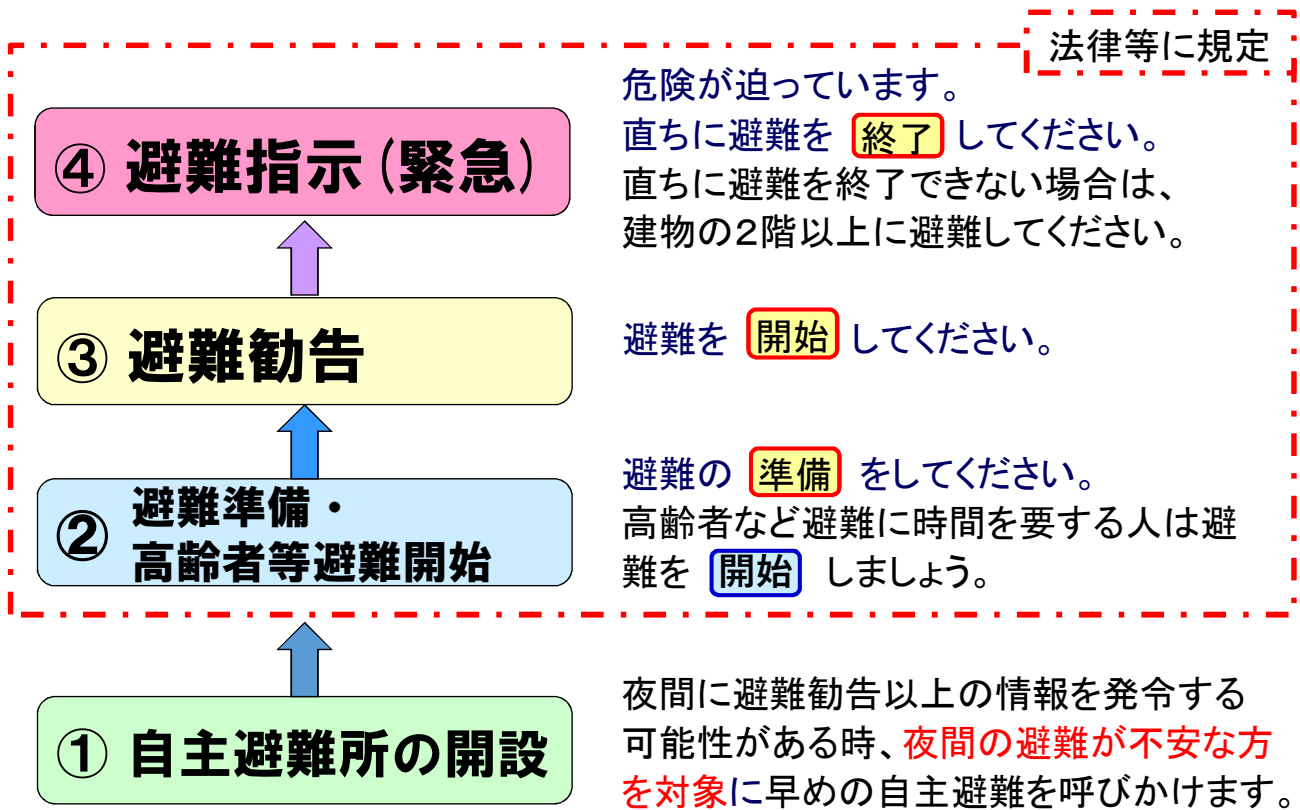 法律等に規定
④ 避難指示(緊急)
危険が迫っています。
直ちに避難を 終了 してください。
直ちに避難を終了できない場合は、
建物の2階以上に避難してください。
③ 避難勧告
避難を 開始 してください。
② 避難準備・
高齢者等避難開始
避難の 準備 をしてください。
高齢者など避難に時間を要する人は避
難を 開始 しましょう。
① 自主避難所の開設
夜間に避難勧告以上の情報を発令する
可能性がある時、夜間の避難が不安な方
を対象に早めの自主避難を呼びかけます。